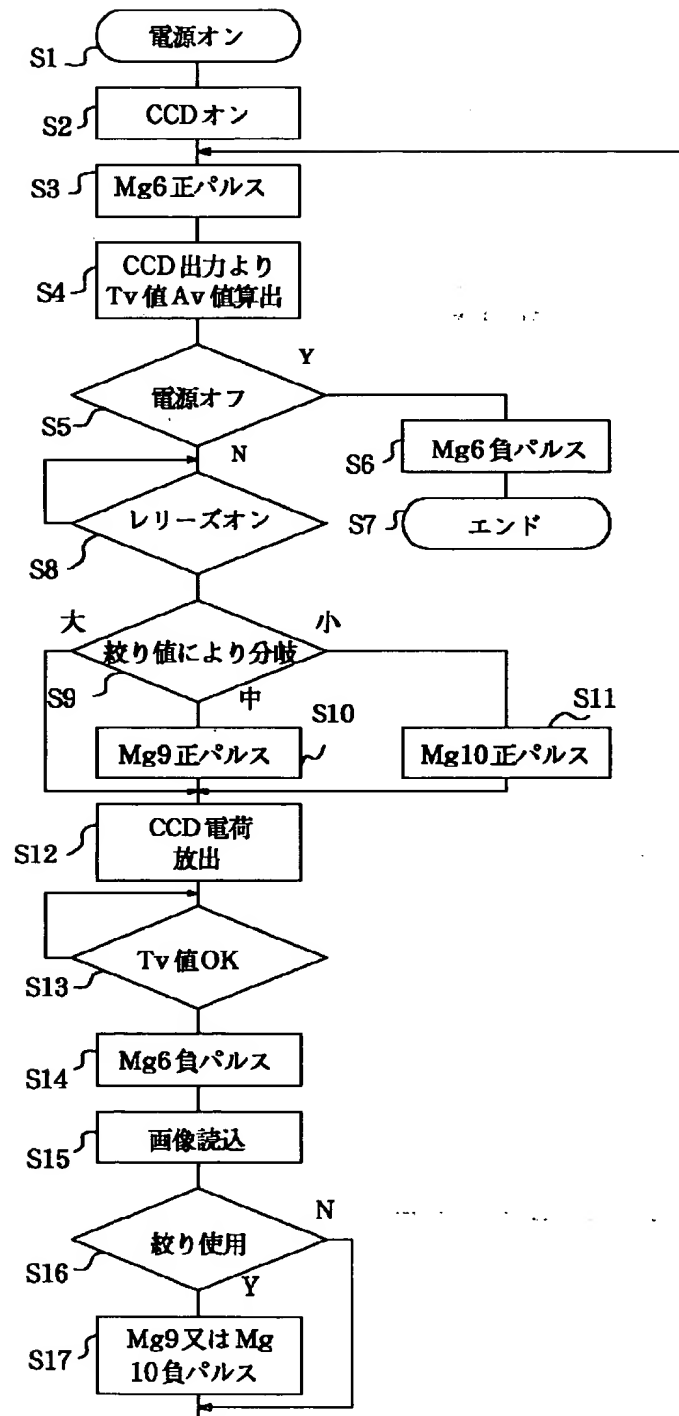 S1
電源オン
S2
CCDオン
S3
Mg6正パルス
S4
CCD出力より
Tv値Av値算出
S5
電源オフ
Y
N
S6
Mg6負パルス
S7
エンド
S8
レリーズオン
S9
絞り値により分岐
大
中
小
S10
Mg9正パルス
S11
Mg10正パルス
S12
CCD電荷
放出
S13
Tv値OK
S14
Mg6負パルス
S15
画像読込
S16
絞り使用
N
Y
S17
Mg9又はMg
10負パルス